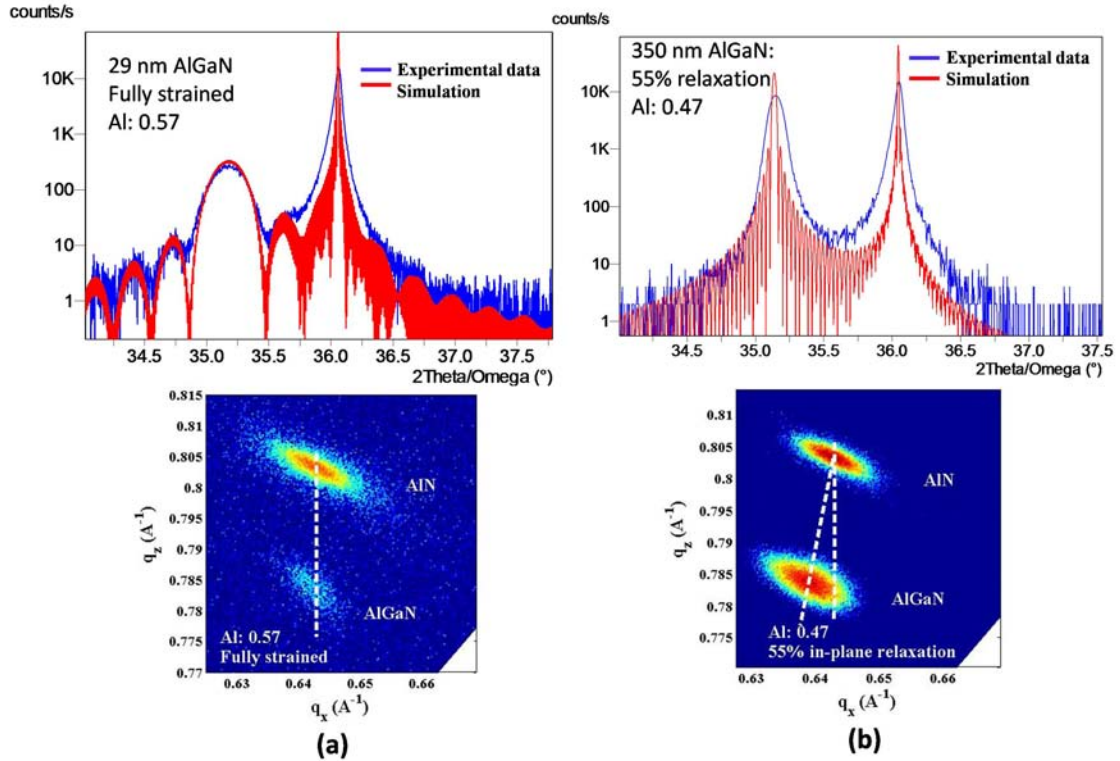 counts/s
29 nm AlGaN
Fully strained
Al: 0.57
Experimental data
Simulation
10K
1K
100
10
1
34.5 35.0 35.5 36.0 36.5 37.0 37.5
2Theta/Omega (°)
counts/s
350 nm AlGaN:
55% relaxation
Al: 0.47
Experimental data
Simulation
10K
1K
100
10
1
34.5 35.0 35.5 36.0 36.5 37.0 37.5
2Theta/Omega (°)
0.815
0.81
0.805
0.8
0.795
0.79
0.785
0.78
0.775
0.77
q_z (A⁻¹)
AlN
AlGaN
Al: 0.57
Fully strained
0.63 0.64 0.65 0.66
q_x (A⁻¹)
(a)
0.81
0.805
0.8
0.795
0.79
0.785
0.78
0.775
q_z (A⁻¹)
AlN
AlGaN
Al: 0.47
55% in-plane relaxation
0.63 0.64 0.65 0.66
q_x (A⁻¹)
(b)